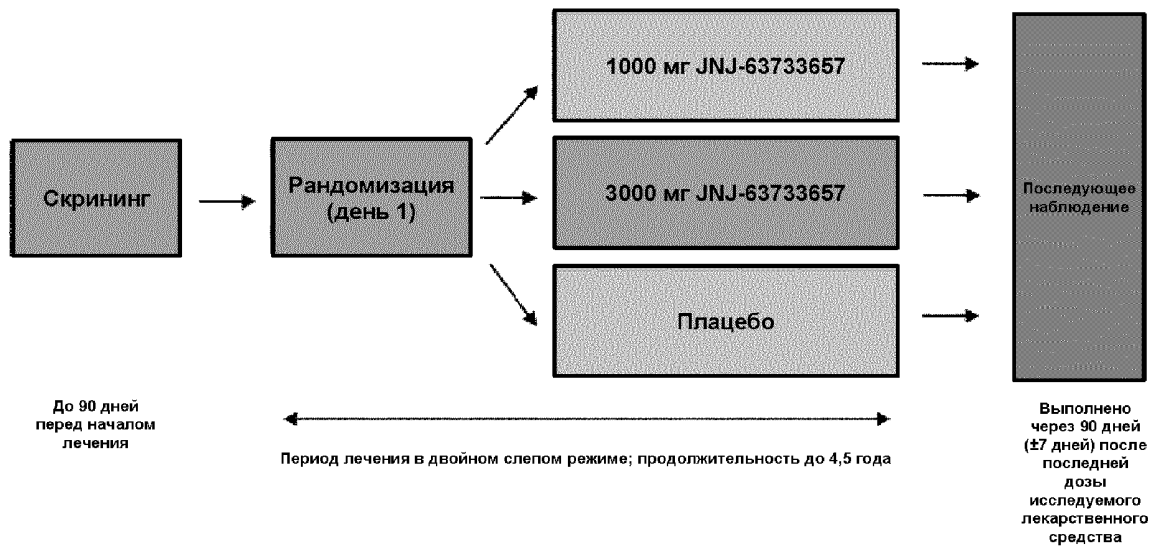 Скрининг
Рандомизация
(день 1)
1000 мг JNJ-63733657
3000 мг JNJ-63733657
Плацебо
Последующее
наблюдение
До 90 дней
перед началом
лечения
Период лечения в двойном слепом режиме; продолжительность до 4,5 года
Выполнено
через 90 дней
(±7 дней) после
последней
дозы
исследуемого
лекарственного
средства